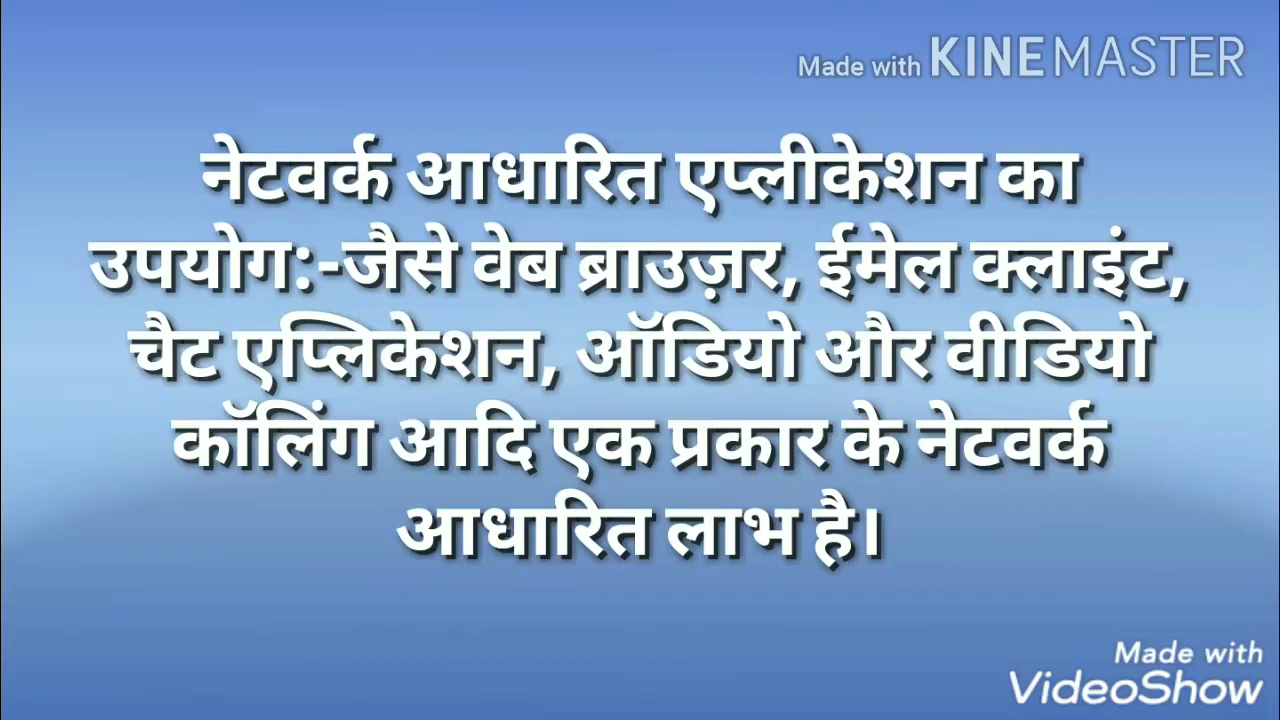 Made with KINEMASTER
नेटवर्क आधारित एप्लीकेशन का
उपयोग:-जैसे वेब ब्राउज़र, ईमेल क्लाइंट,
चैट एप्लिकेशन, ऑडियो और वीडियो
कॉलिंग आदि एक प्रकार के नेटवर्क
आधारित लाभ है।
Made with
VideoShow